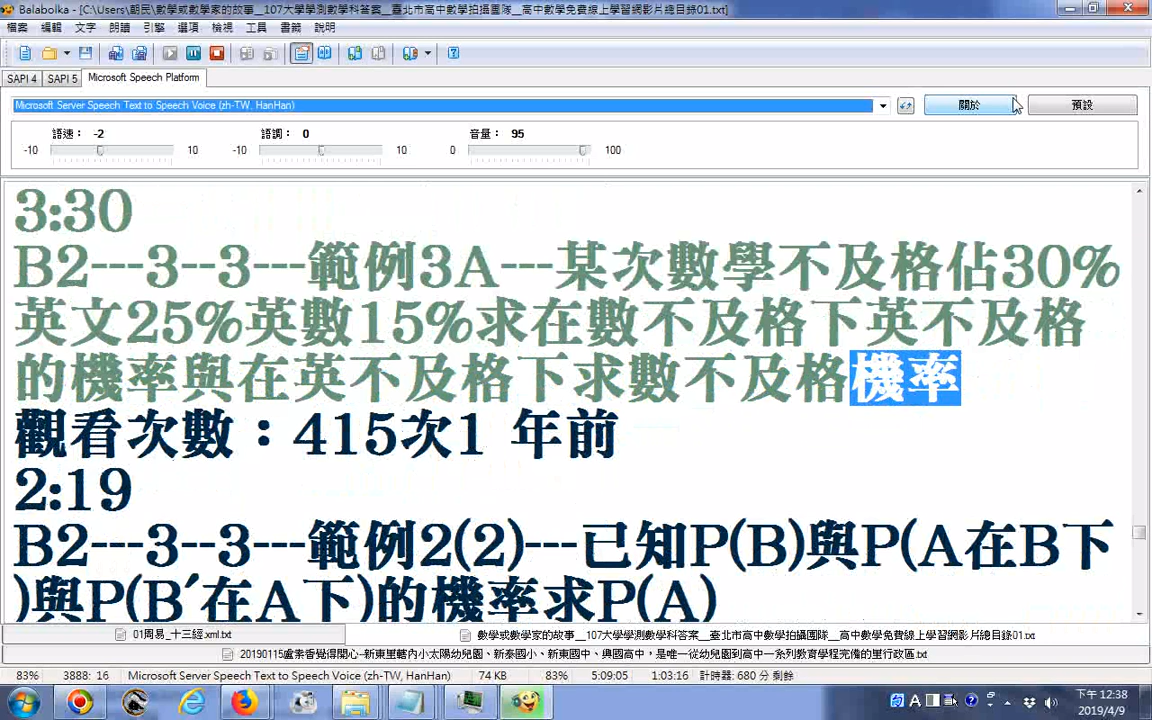 Balabolka - [C:\Users\朝民\數學或數學家的故事__107大學學測數學科答案__臺北市高中數學拍攝團隊__高中數學免費線上學習網影片總目錄01.txt]
檔案 編輯 文字 朗讀 引擎 選項 檢視 工具 書籤 說明
SAPI 4 SAPI 5 Microsoft Speech Platform
Microsoft Server Speech Text to Speech Voice (zh-TW, HanHan) 關於 預設
語速： -2 語調： 0 音量： 95
-10 10 -10 10 0 100
3:30
B2---3--3---範例3A---某次數學不及格佔30%
英文25%英數15%求在數不及格下英不及格
的機率與在英不及格下求數不及格機率
觀看次數：415次1 年前
2:19
B2---3--3---範例2(2)---已知P(B)與P(A在B下
)與P(B´在A下)的機率求P(A)
01周易_十三經.xml.txt 數學或數學家的故事__107大學學測數學科答案__臺北市高中數學拍攝團隊__高中數學免費線上學習網影片總目錄01.txt
20190115盧素香覺得開心-新東里轄內小太陽幼兒園、新泰國小、新東國中、興國高中，是唯一從幼兒園到高中一系列教育學程完備的里行政區.txt
83% 3888: 16 Microsoft Server Speech Text to Speech Voice (zh-TW, HanHan) 74 KB 83% 5:09:05 1:03:16 計時器: 680 分 剩餘
下午 12:38
2019/4/9